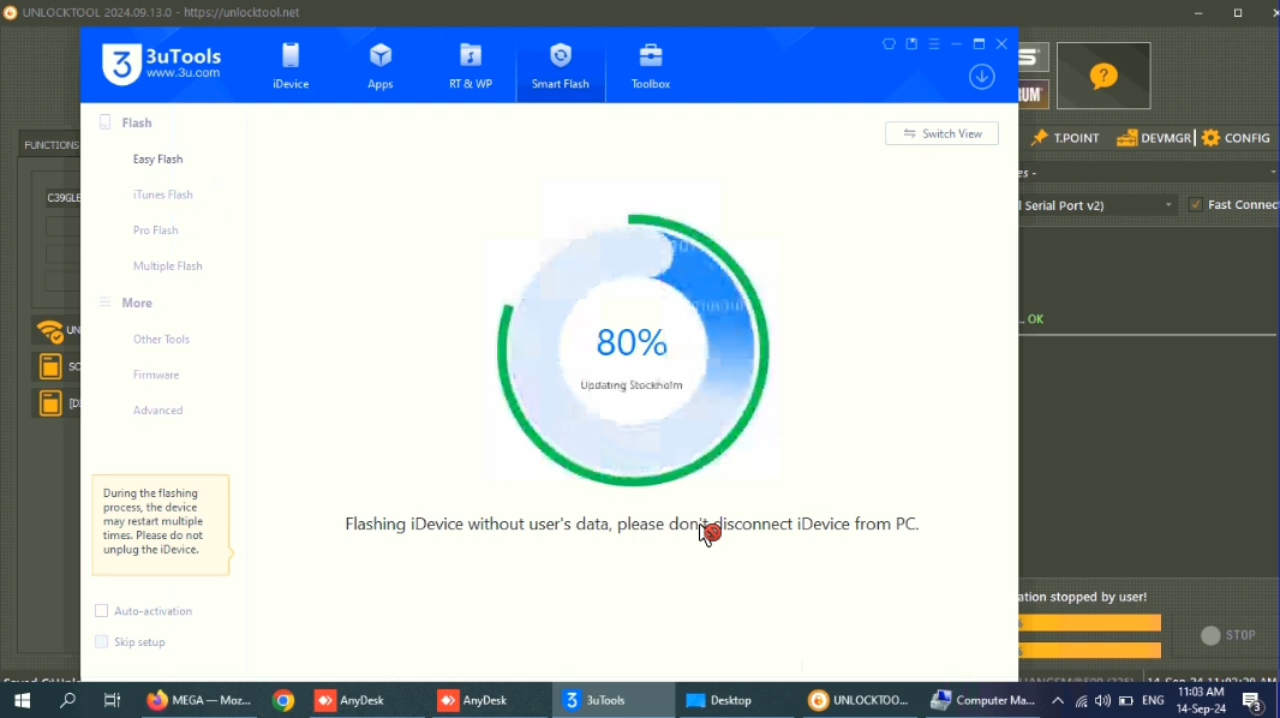 UNLOCKTOOL 2024.09.13.0 - https://unlocktool.net
3 3uTools
www.3u.com
iDevice
Apps
RT & WP
Smart Flash
Toolbox
?
T.POINT
DEVMGR
CONFIG
FUNCTIONS
Flash
Easy Flash
iTunes Flash
Pro Flash
Multiple Flash
More
Other Tools
Firmware
Advanced
Switch View
l Serial Port v2)
Fast Connec
... OK
80%
Updating Stockholm
Flashing iDevice without user's data, please don't disconnect iDevice from PC.
During the flashing
process, the device
may restart multiple
times. Please do not
unplug the iDevice.
Auto-activation
Skip setup
ation stopped by user!
STOP
MEGA — Moz...
AnyDesk
AnyDesk
3uTools
Desktop
UNLOCKTOO...
Computer Ma...
ENG
11:03 AM
14-Sep-24
3